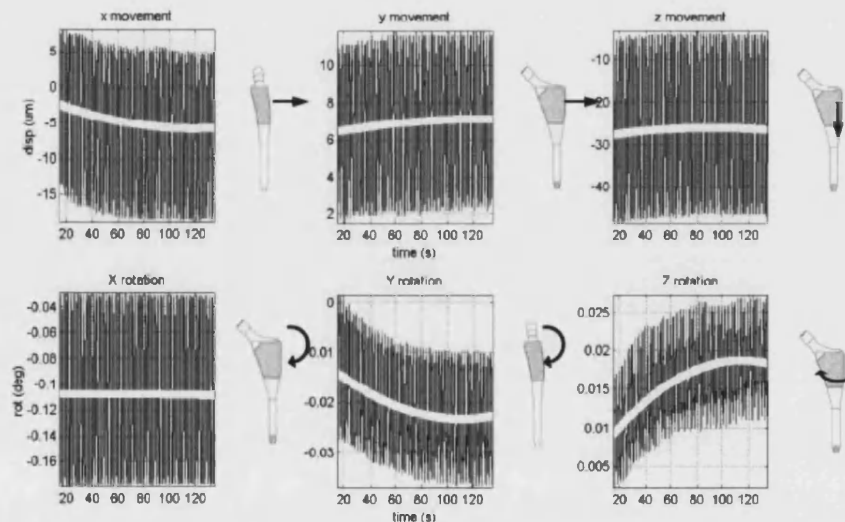 x movement
y movement
z movement
disp (um)
5
0
-5
-10
-15
20 40 60 80 100 120
10
8
6
4
2
20 40 60 80 100 120
time (s)
-10
-20
-30
-40
20 40 60 80 100 120
X rotation
Y rotation
Z rotation
rot (deg)
-0.04
-0.06
-0.08
-0.1
-0.12
-0.14
-0.16
20 40 60 80 100 120
0
-0.01
-0.02
-0.03
20 40 60 80 100 120
time (s)
0.025
0.02
0.015
0.01
0.005
20 40 60 80 100 120